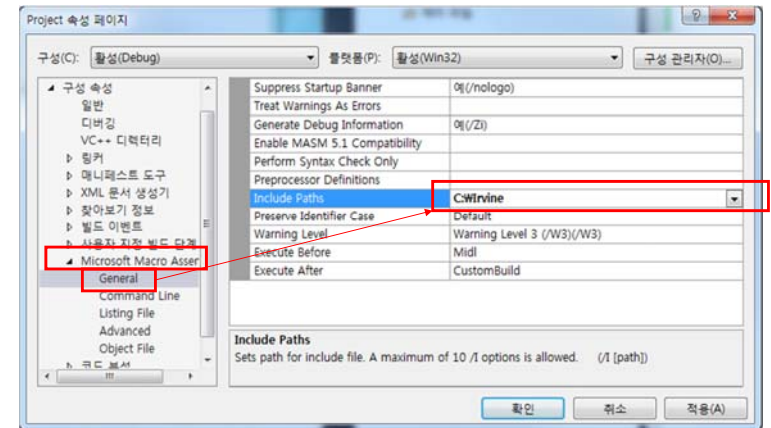 Project 속성 페이지
구성(C): 활성(Debug) 플랫폼(P): 활성(Win32) 구성 관리자(O)...
구성 속성
일반
디버깅
VC++ 디렉터리
링커
매니페스트 도구
XML 문서 생성기
찾아보기 정보
빌드 이벤트
사용자 지정 빌드 단계
Microsoft Macro Asser
General
Command Line
Listing File
Advanced
Object File
코드 분석
Suppress Startup Banner 예(/nologo)
Treat Warnings As Errors
Generate Debug Information 예(/Zi)
Enable MASM 5.1 Compatibility
Perform Syntax Check Only
Preprocessor Definitions
Include Paths C:₩Irvine
Preserve Identifier Case Default
Warning Level Warning Level 3 (/W3)(/W3)
Execute Before Midl
Execute After CustomBuild
Include Paths
Sets path for include file. A maximum of 10 /I options is allowed. (/I [path])
확인 취소 적용(A)